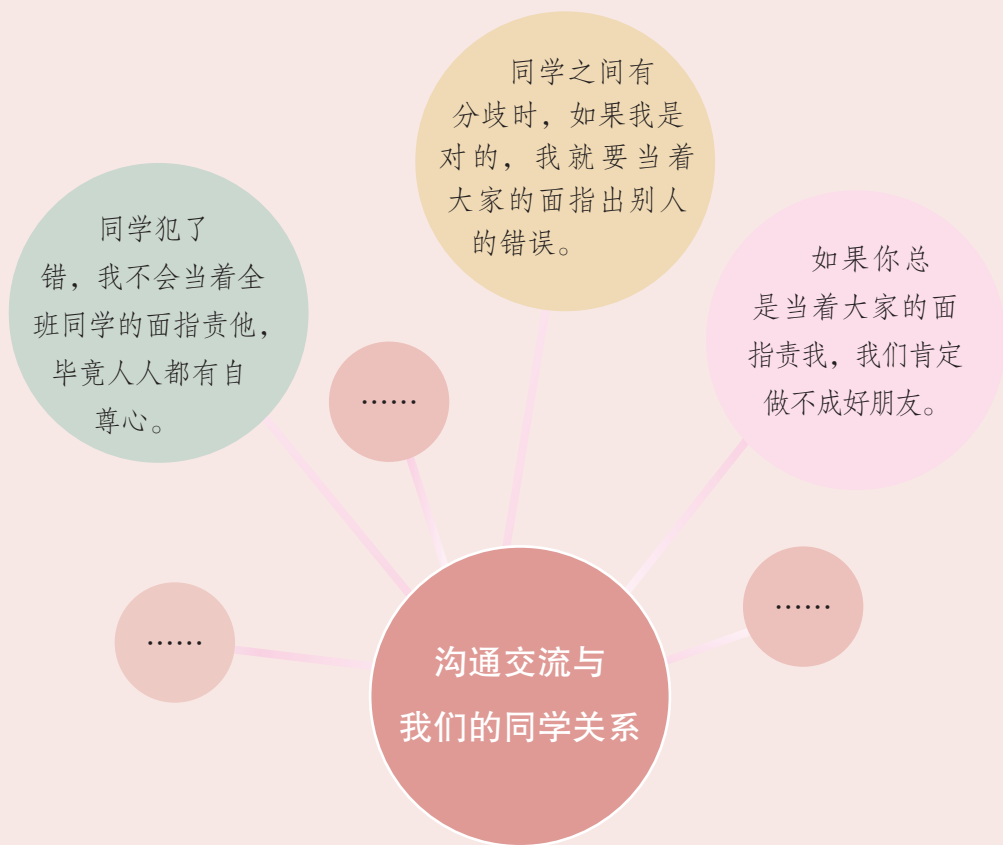 同学之间有
分歧时，如果我是
对的，我就要当着
大家的面指出别人
的错误。
同学犯了
错，我不会当着全
班同学的面指责他，
毕竟人人都有自
尊心。
如果你总
是当着大家的面
指责我，我们肯定
做不成好朋友。
……
……
……
沟通交流与
我们的同学关系